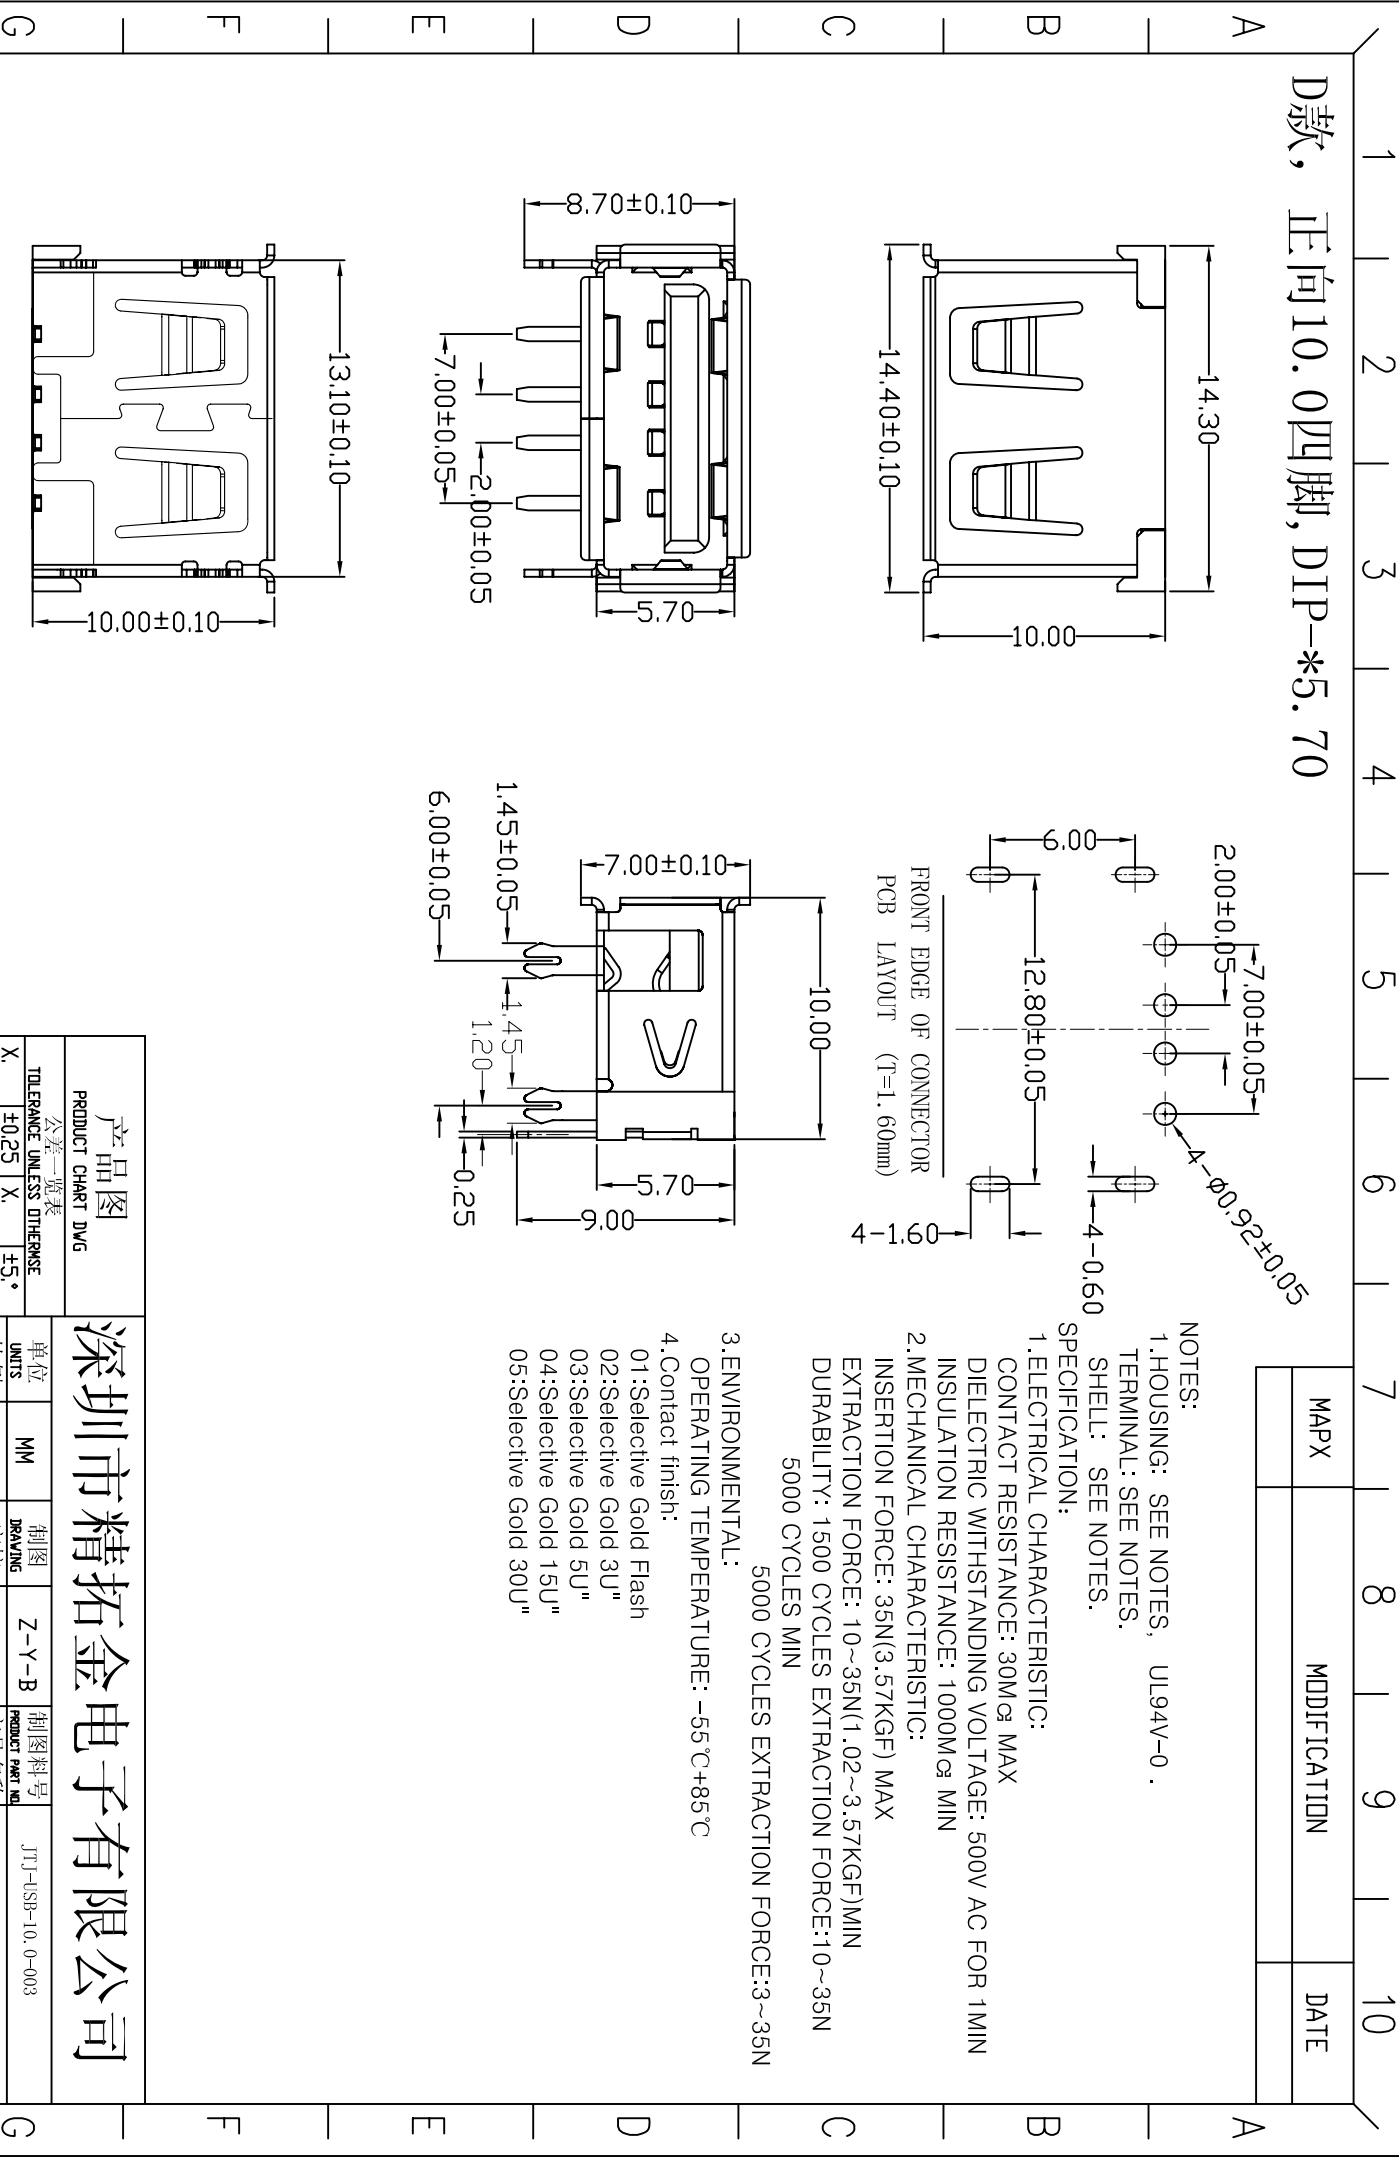 1 2 3 4 5 6 7 8 9 10
A
B
C
D
E
F
G
A
B
C
D
E
F
G
D款, 正向10.0四脚,DIP-*5.70
MAPX MODIFICATION DATE
14.30
10.00
14.40±0.10
8.70±0.10
5.70
7.00±0.05
2.00±0.05
13.10±0.10
10.00±0.10
2.00±0.05
7.00±0.05
4-Ø0.92±0.05
6.00
12.80±0.05
4-0.60
4-1.60
FRONT EDGE OF CONNECTOR
PCB LAYOUT (T=1.60mm)
10.00
7.00±0.10
5.70
9.00
1.45±0.05
6.00±0.05
1.45
1.20
0.25
NOTES:
1.HOUSING: SEE NOTES, UL94V-0 .
TERMINAL: SEE NOTES.
SHELL: SEE NOTES.
SPECIFICATION:
1.ELECTRICAL CHARACTERISTIC:
CONTACT RESISTANCE: 30MΩ MAX
DIELECTRIC WITHSTANDING VOLTAGE: 500V AC FOR 1MIN
INSULATION RESISTANCE: 1000MΩ MIN
2.MECHANICAL CHARACTERISTIC:
INSERTION FORCE: 35N(3.57KGF) MAX
EXTRACTION FORCE: 10~35N(1.02~3.57KGF)MIN
DURABILITY: 1500 CYCLES EXTRACTION FORCE:10~35N
5000 CYCLES MIN
5000 CYCLES EXTRACTION FORCE:3~35N
3.ENVIRONMENTAL:
OPERATING TEMPERATURE: -55℃+85℃
4.Contact finish:
01:Selective Gold Flash
02:Selective Gold 3U"
03:Selective Gold 5U"
04:Selective Gold 15U"
05:Selective Gold 30U"
产品图
PRODUCT CHART DWG
公差一览表
TOLERANCE UNLESS OTHERMSE
X. ±0.25 X. ±5.°
深圳市精拓金电子有限公司
单位
UNITS
MM
制图
DRAWING
Z-Y-B
制图料号
PRODUCT PART NO.
JTJ-USB-10.0-003